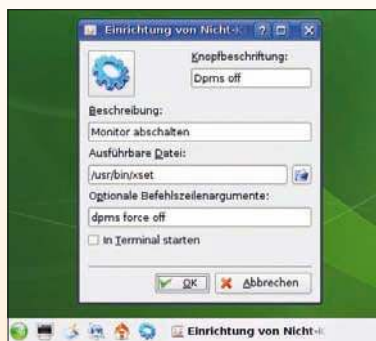 Einrichtung von Nicht-K
Knopfbeschriftung:
Dpms off
Beschreibung:
Monitor abschalten
Ausführbare Datei:
/usr/bin/xset
Optionale Befehlszeilenargumente:
dpms force off
In Terminal starten
OK
Abbrechen
Einrichtung von Nicht-K